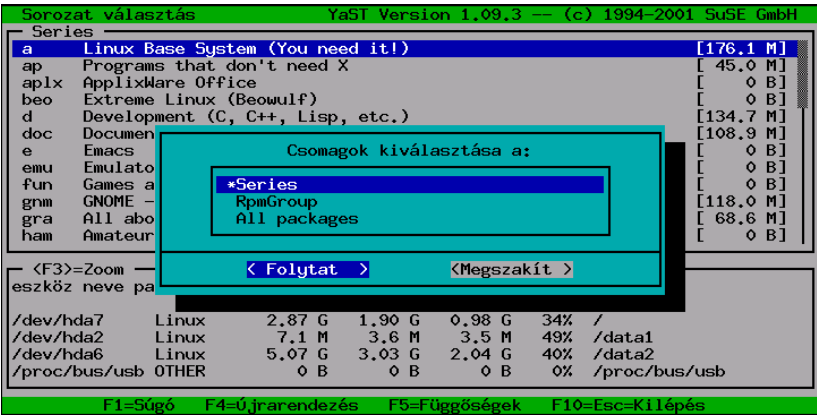 Sorozat választás YaST Version 1.09.3 -- (c) 1994-2001 SuSE GmbH
Series
a Linux Base System (You need it!) [176.1 M]
ap Programs that don't need X [ 45.0 M]
aplx ApplixWare Office [ 0 B]
beo Extreme Linux (Beowulf) [ 0 B]
d Development (C, C++, Lisp, etc.) [134.7 M]
doc Documen [108.9 M]
e Emacs [ 0 B]
emu Emulato [ 0 B]
fun Games a [ 0 B]
gnm GNOME - [118.0 M]
gra All abo [ 68.6 M]
ham Amateur [ 0 B]
Csomagok kiválasztása a:
*Series
RpmGroup
All packages
< Folytat > <Megszakít >
<F3>=Zoom
eszköz neve pa
/dev/hda7 Linux 2.87 G 1.90 G 0.98 G 34% /
/dev/hda2 Linux 7.1 M 3.6 M 3.5 M 49% /data1
/dev/hda6 Linux 5.07 G 3.03 G 2.04 G 40% /data2
/proc/bus/usb OTHER 0 B 0 B 0 B 0% /proc/bus/usb
F1=Súgó F4=Újrarendezés F5=Függöségek F10=Esc=Kilépés